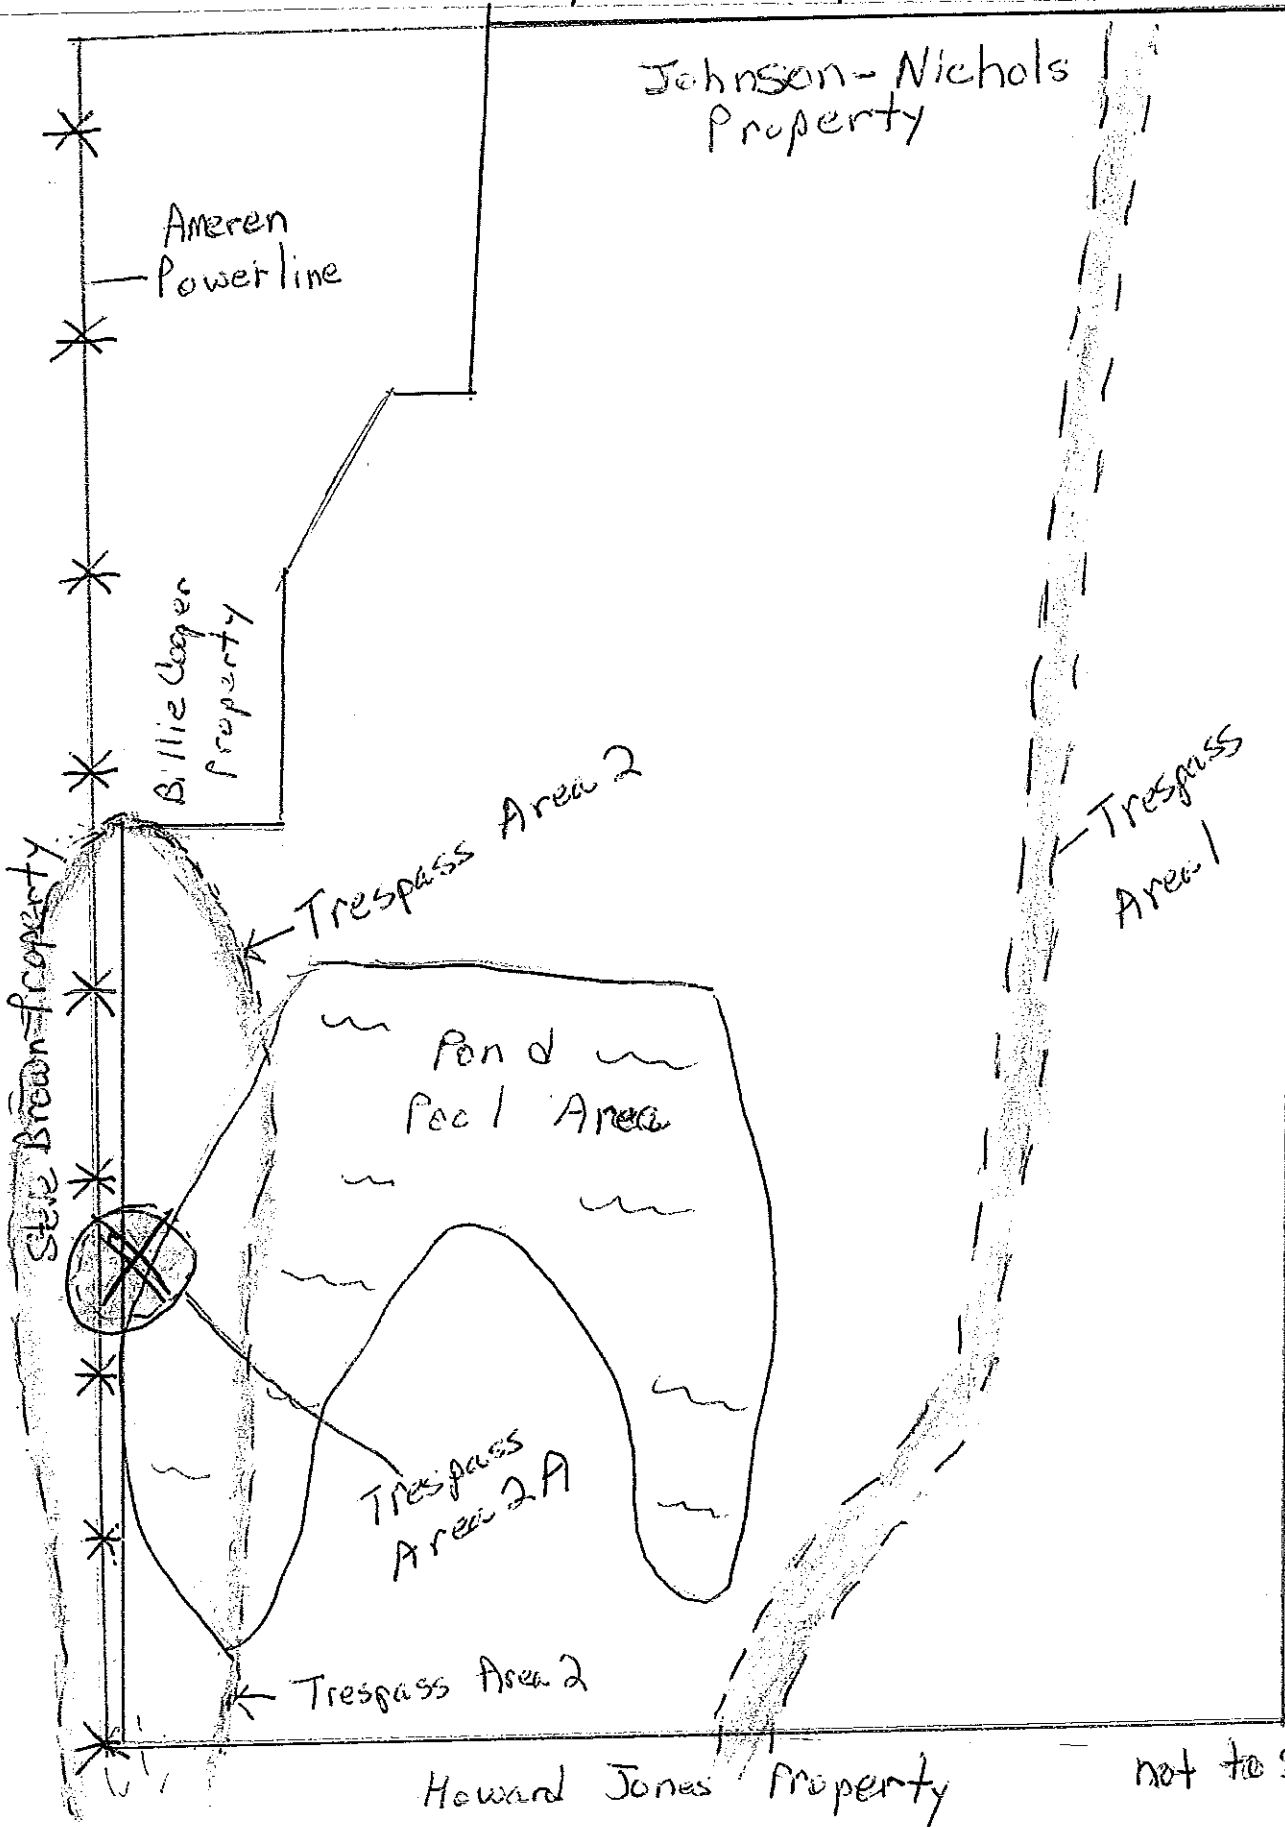 Johnson-Nichols
Property
Ameren
Powerline
Billie Cooper
Property
Trespass Area 2
Trespass
Area 1
Steve Brown Property
Pond
Pool Area
Trespass
Area 2A
Trespass Area 2
Howard Jones Property
not to